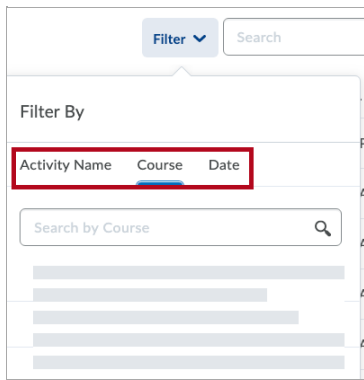 Filter
Search
Filter By
Activity Name Course Date
Search by Course